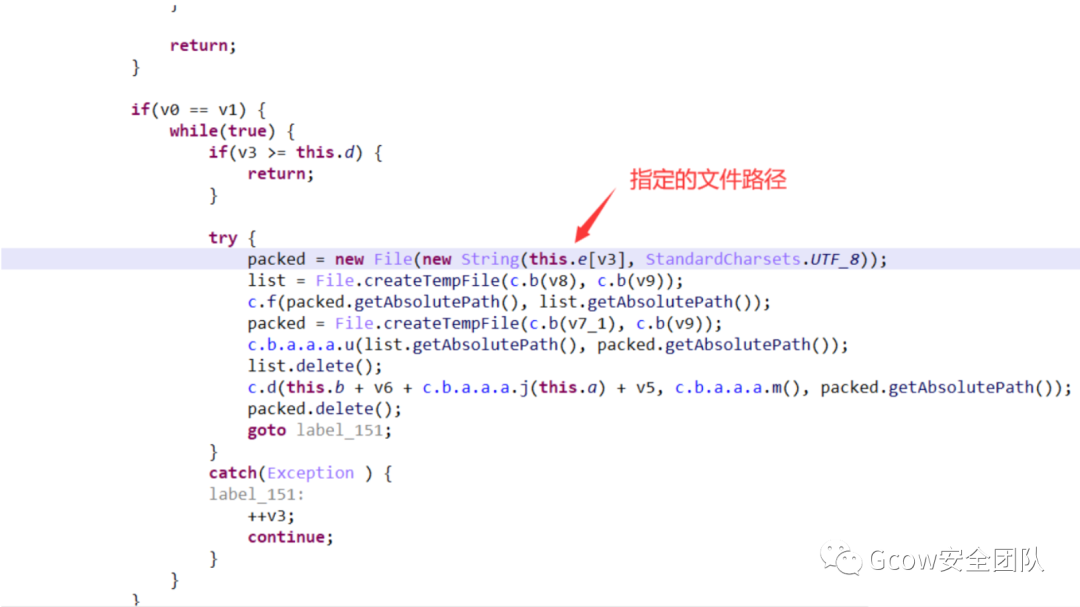 }
return;
}
if(v0 == v1) {
while(true) {
if(v3 >= this.d) {
return;
}
指定的文件路径
try {
packed = new File(new String(this.e[v3], StandardCharsets.UTF_8));
list = File.createTempFile(c.b(v8), c.b(v9));
c.f(packed.getAbsolutePath(), list.getAbsolutePath());
packed = File.createTempFile(c.b(v7_1), c.b(v9));
c.b.a.a.a.u(list.getAbsolutePath(), packed.getAbsolutePath());
list.delete();
c.d(this.b + v6 + c.b.a.a.a.j(this.a) + v5, c.b.a.a.a.m(), packed.getAbsolutePath());
packed.delete();
goto label_151;
}
catch(Exception ) {
label_151:
++v3;
continue;
}
}
}
Gcow安全团队